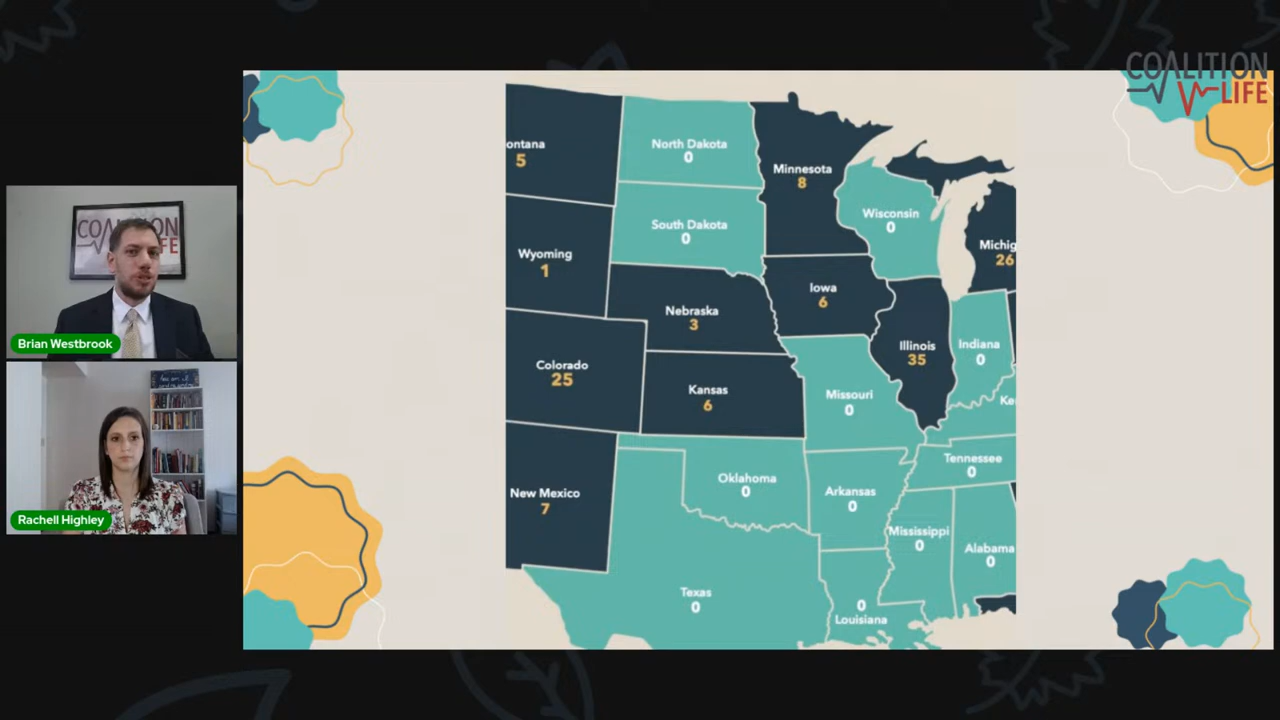 COALITION
LIFE
COALITION
LIFE
Brian Westbrook
Rachell Highley
ontana
5
North Dakota
0
Minnesota
8
South Dakota
0
Wisconsin
0
Wyoming
1
Michig
26
Iowa
6
Nebraska
3
Illinois
35
Indiana
0
Colorado
25
Kansas
6
Missouri
0
Ke
Tennessee
0
Oklahoma
0
Arkansas
0
New Mexico
7
Mississippi
0
Alabama
0
Texas
0
0
Louisiana